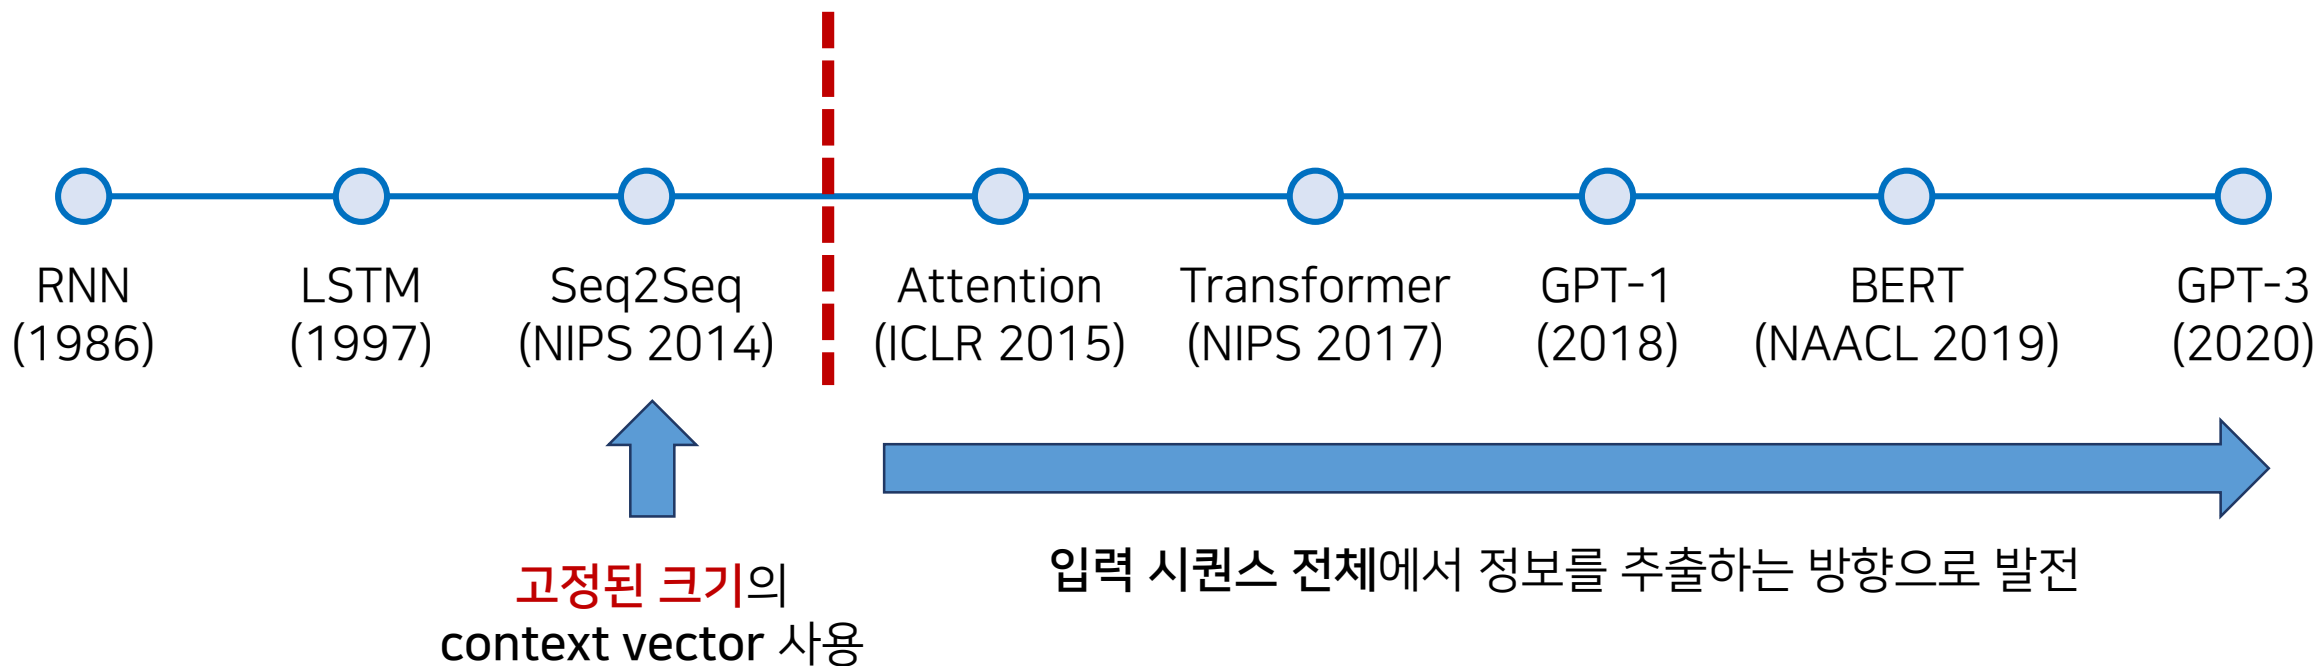 RNN
(1986)
LSTM
(1997)
Seq2Seq
(NIPS 2014)
Attention
(ICLR 2015)
Transformer
(NIPS 2017)
GPT-1
(2018)
BERT
(NAACL 2019)
GPT-3
(2020)
고정된 크기의
context vector 사용
입력 시퀀스 전체에서 정보를 추출하는 방향으로 발전